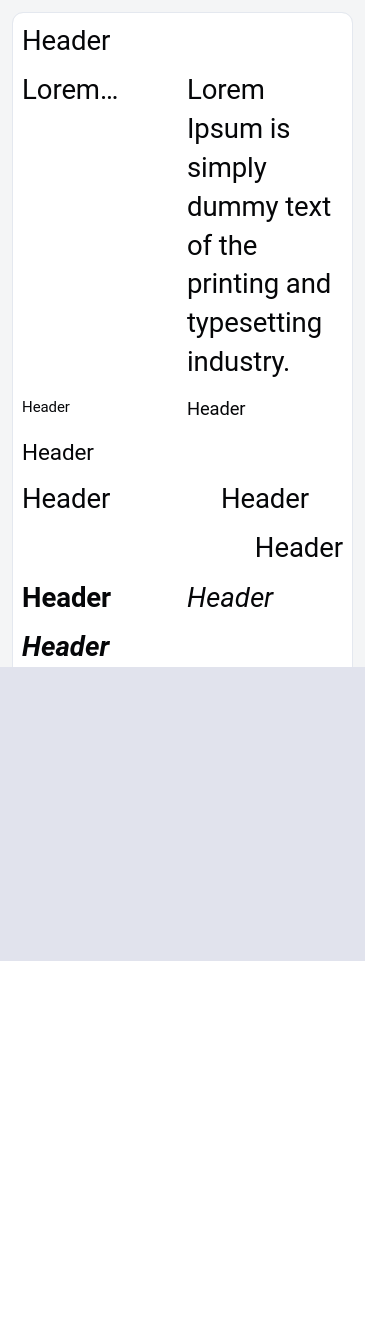 Header
Lorem…
Lorem
Ipsum is
simply
dummy text
of the
printing and
typesetting
industry.
Header
Header
Header
Header
Header
Header
Header
Header
Header